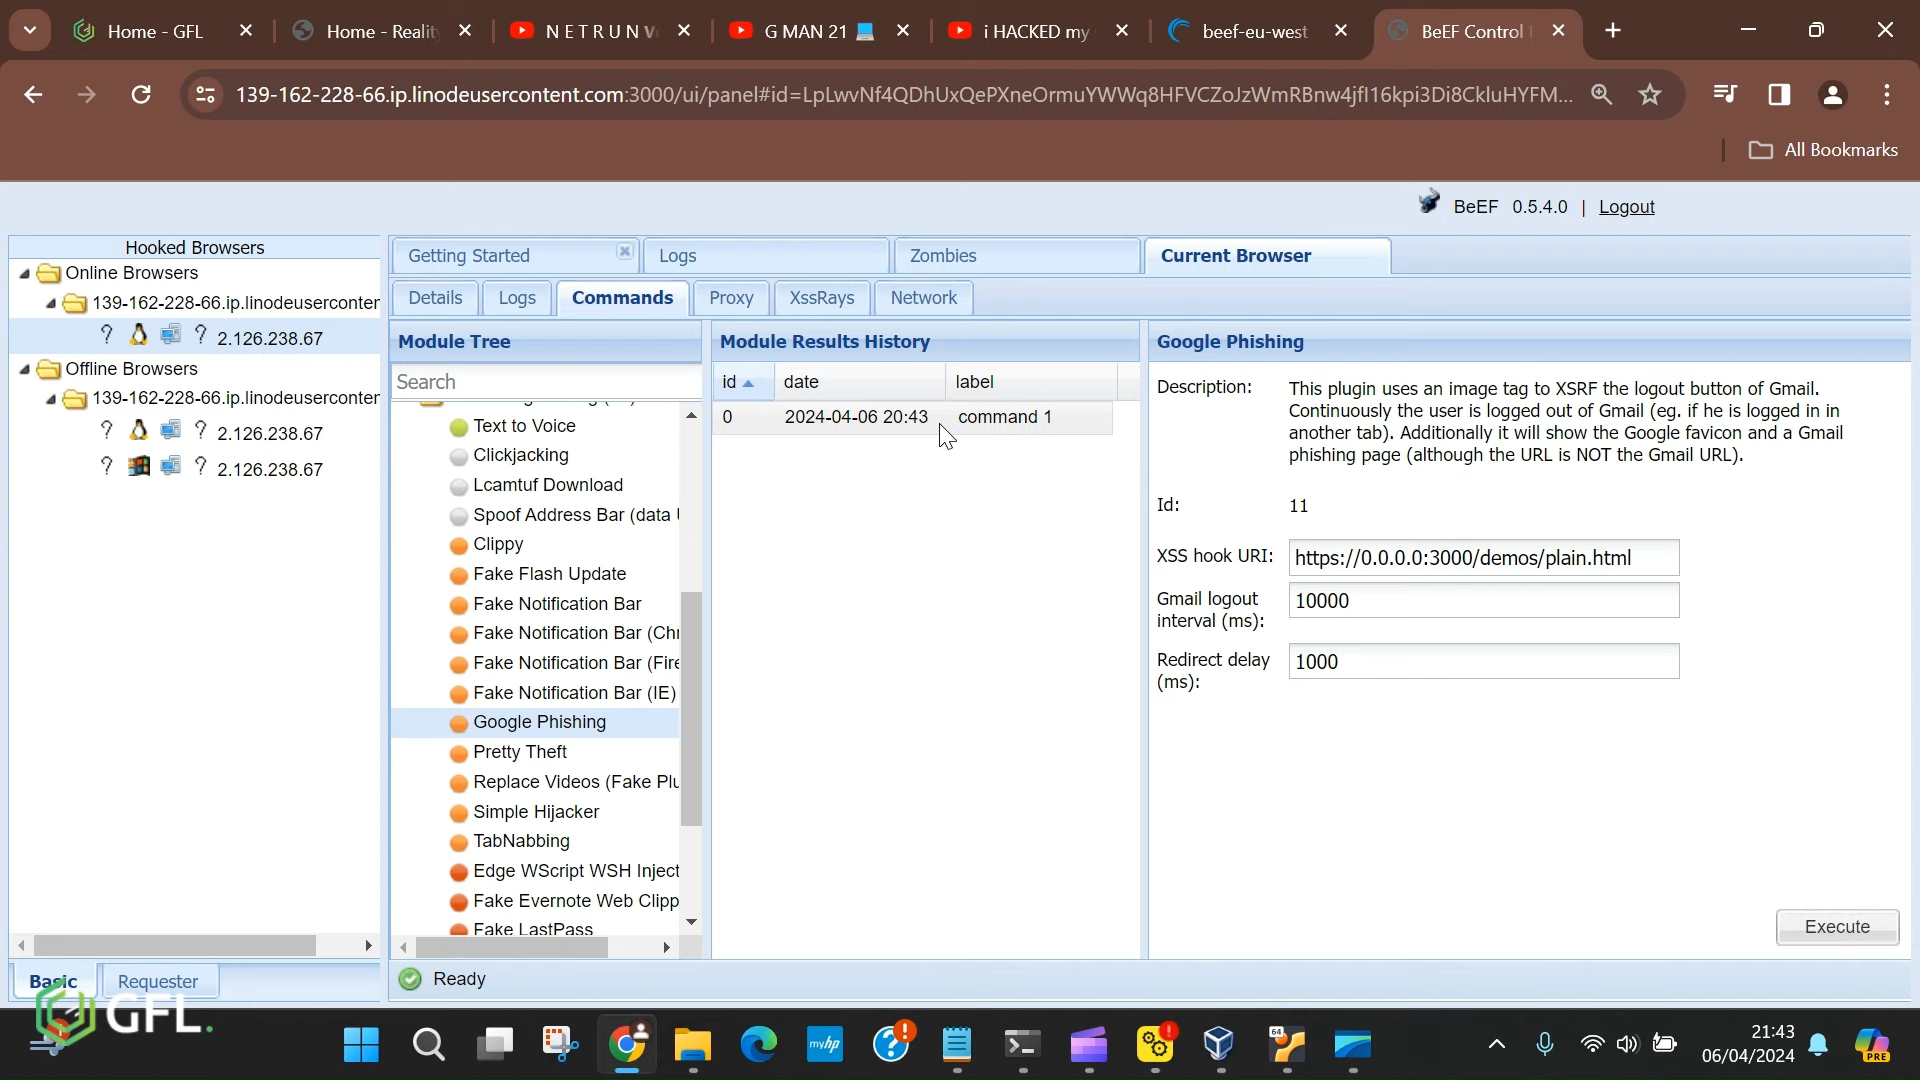 Home - GFL
Home - Realit
N E T R U N
G MAN 21
i HACKED my
beef-eu-west
BeEF Control
139-162-228-66.ip.linodeusercontent.com:3000/ui/panel#id=LpLwvNf4QDhUxQePXneOrmuYWWq8HFVCZoJzWmRBnw4jfl16kpi3Di8CkluHYFM...
All Bookmarks
BeEF 0.5.4.0 | Logout
Hooked Browsers
Online Browsers
139-162-228-66.ip.linodeuserconter
? ? 2.126.238.67
Offline Browsers
139-162-228-66.ip.linodeuserconter
? ? 2.126.238.67
? ? 2.126.238.67
Basic
Requester
Getting Started
Logs
Zombies
Current Browser
Details
Logs
Commands
Proxy
XssRays
Network
Module Tree
Search
Text to Voice
Clickjacking
Lcamtuf Download
Spoof Address Bar (data
Clippy
Fake Flash Update
Fake Notification Bar
Fake Notification Bar (Chr
Fake Notification Bar (Fire
Fake Notification Bar (IE)
Google Phishing
Pretty Theft
Replace Videos (Fake Plu
Simple Hijacker
TabNabbing
Edge WScript WSH Inject
Fake Evernote Web Clipp
Fake LastPass
Module Results History
id date label
0 2024-04-06 20:43 command 1
Google Phishing
Description: This plugin uses an image tag to XSRF the logout button of Gmail.
Continuously the user is logged out of Gmail (eg. if he is logged in in
another tab). Additionally it will show the Google favicon and a Gmail
phishing page (although the URL is NOT the Gmail URL).
Id: 11
XSS hook URI: https://0.0.0.0:3000/demos/plain.html
Gmail logout
interval (ms): 10000
Redirect delay
(ms): 1000
Execute
Ready
GFL.
myhp
64
21:43
06/04/2024
PRE